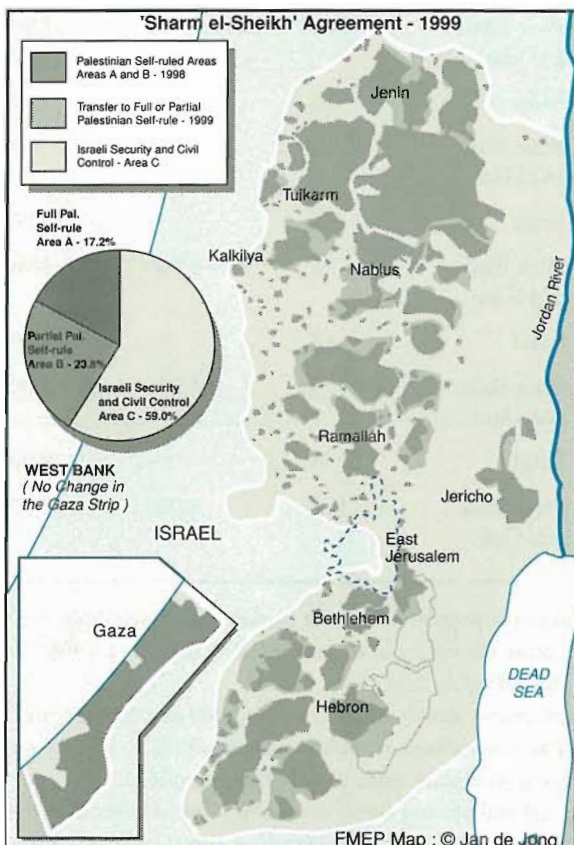 'Sharm el-Sheikh' Agreement - 1999
Palestinian Self-ruled Areas
Areas A and B - 1998
Transfer to Full or Partial
Palestinian Self-rule - 1999
Israeli Security and Civil
Control - Area C
Full Pal.
Self-rule
Area A - 17.2%
Partial Pal.
Self-rule
Area B - 23.8%
Israeli Security
and Civil Control
Area C - 59.0%
WEST BANK
( No Change in
the Gaza Strip )
Jenin
Tulkarm
Kalkilya
Nablus
Jordan River
Ramallah
Jericho
ISRAEL
East
Jerusalem
Bethlehem
Gaza
DEAD
SEA
Hebron
FMEP Map : © Jan de Jong